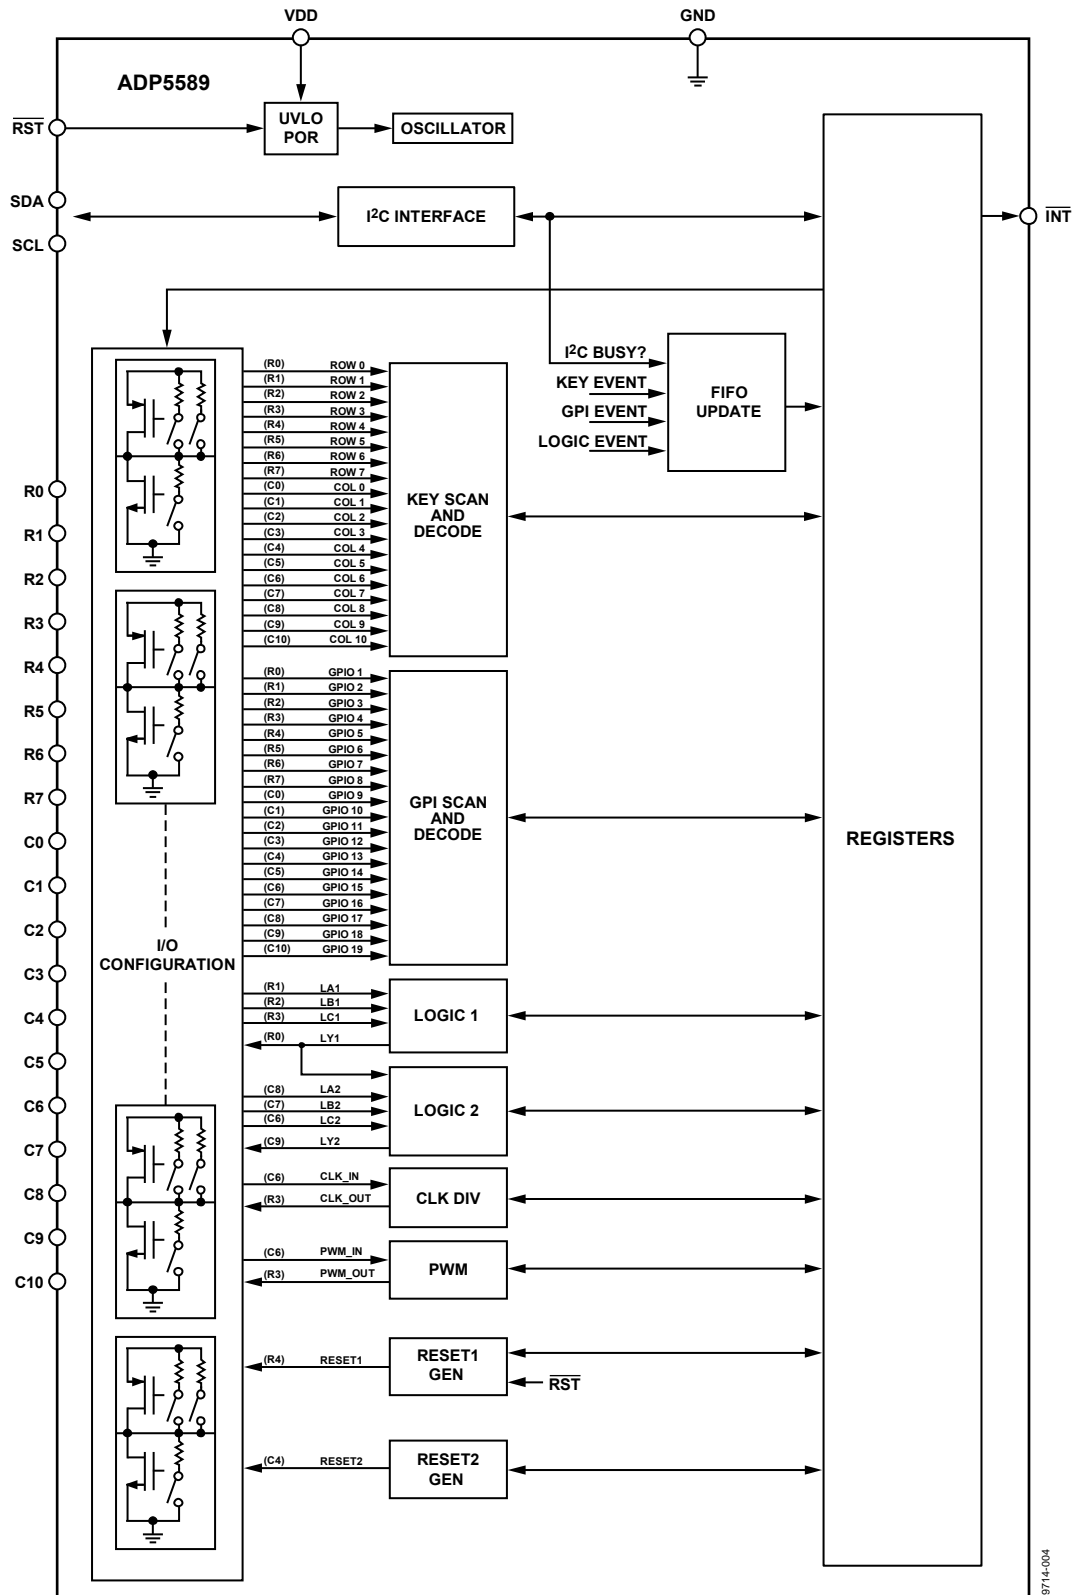 VDD
GND
ADP5589
RST
UVLO
POR
OSCILLATOR
SDA
I2C INTERFACE
INT
SCL
I2C BUSY?
KEY EVENT
GPI EVENT
LOGIC EVENT
FIFO
UPDATE
(R0) ROW 0
(R1) ROW 1
(R2) ROW 2
(R3) ROW 3
(R4) ROW 4
(R5) ROW 5
(R6) ROW 6
(R7) ROW 7
(C0) COL 0
(C1) COL 1
(C2) COL 2
(C3) COL 3
(C4) COL 4
(C5) COL 5
(C6) COL 6
(C7) COL 7
(C8) COL 8
(C9) COL 9
(C10) COL 10
KEY SCAN
AND
DECODE
R0
R1
R2
R3
R4
R5
R6
R7
C0
C1
C2
C3
C4
C5
C6
C7
C8
C9
C10
(R0) GPIO 1
(R1) GPIO 2
(R2) GPIO 3
(R3) GPIO 4
(R4) GPIO 5
(R5) GPIO 6
(R6) GPIO 7
(R7) GPIO 8
(C0) GPIO 9
(C1) GPIO 10
(C2) GPIO 11
(C3) GPIO 12
(C4) GPIO 13
(C5) GPIO 14
(C6) GPIO 15
(C7) GPIO 16
(C8) GPIO 17
(C9) GPIO 18
(C10) GPIO 19
GPI SCAN
AND
DECODE
REGISTERS
I/O
CONFIGURATION
(R1) LA1
(R2) LB1
(R3) LC1
(R0) LY1
LOGIC 1
(C8) LA2
(C7) LB2
(C6) LC2
(C9) LY2
LOGIC 2
(C6) CLK_IN
(R3) CLK_OUT
CLK DIV
(C6) PWM_IN
(R3) PWM_OUT
PWM
(R4) RESET1
RESET1
GEN
RST
(C4) RESET2
RESET2
GEN
9714-004